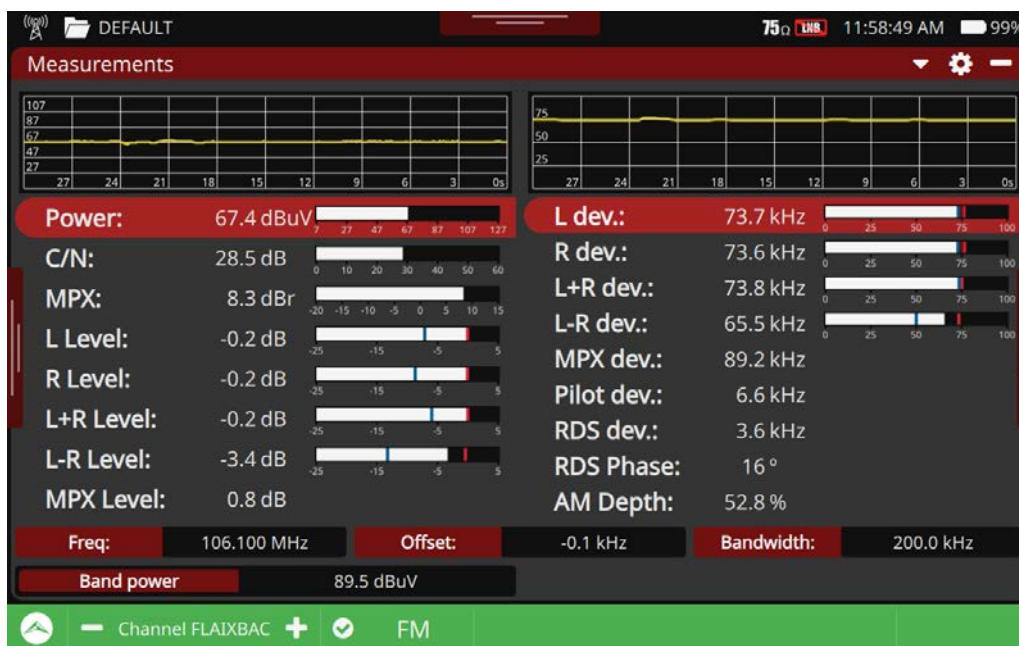 ((ı)) DEFAULT 75Ω LNB 11:58:49 AM 99%
Measurements
107
87
67
47
27
27 24 21 18 15 12 9 6 3 0s
75
50
25
27 24 21 18 15 12 9 6 3 0s
Power: 67.4 dBuV 7 27 47 67 87 107 127
C/N: 28.5 dB 0 10 20 30 40 50 60
MPX: 8.3 dBr -20 -15 -10 -5 0 5 10 15
L Level: -0.2 dB -25 -15 -5 5
R Level: -0.2 dB -25 -15 -5 5
L+R Level: -0.2 dB -25 -15 -5 5
L-R Level: -3.4 dB -25 -15 -5 5
MPX Level: 0.8 dB
L dev.: 73.7 kHz 0 25 50 75 100
R dev.: 73.6 kHz 0 25 50 75 100
L+R dev.: 73.8 kHz 0 25 50 75 100
L-R dev.: 65.5 kHz 0 25 50 75 100
MPX dev.: 89.2 kHz
Pilot dev.: 6.6 kHz
RDS dev.: 3.6 kHz
RDS Phase: 16 °
AM Depth: 52.8 %
Freq: 106.100 MHz Offset: -0.1 kHz Bandwidth: 200.0 kHz
Band power 89.5 dBuV
Channel FLAIXBAC FM